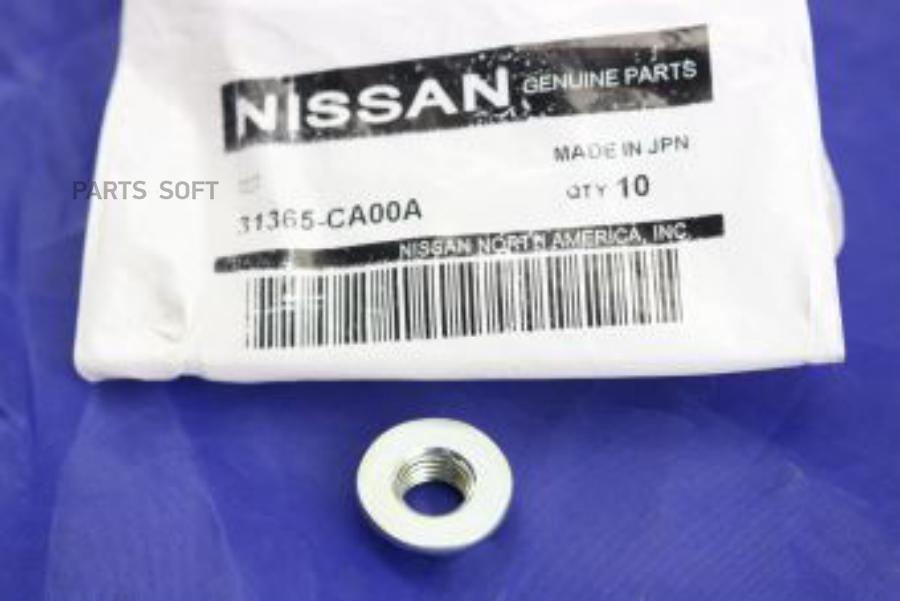 NISSAN GENUINE PARTS
MADE IN JPN
PARTS SOFT
QTY 10
31365-CA00A
NISSAN NORTH AMERICA, INC.